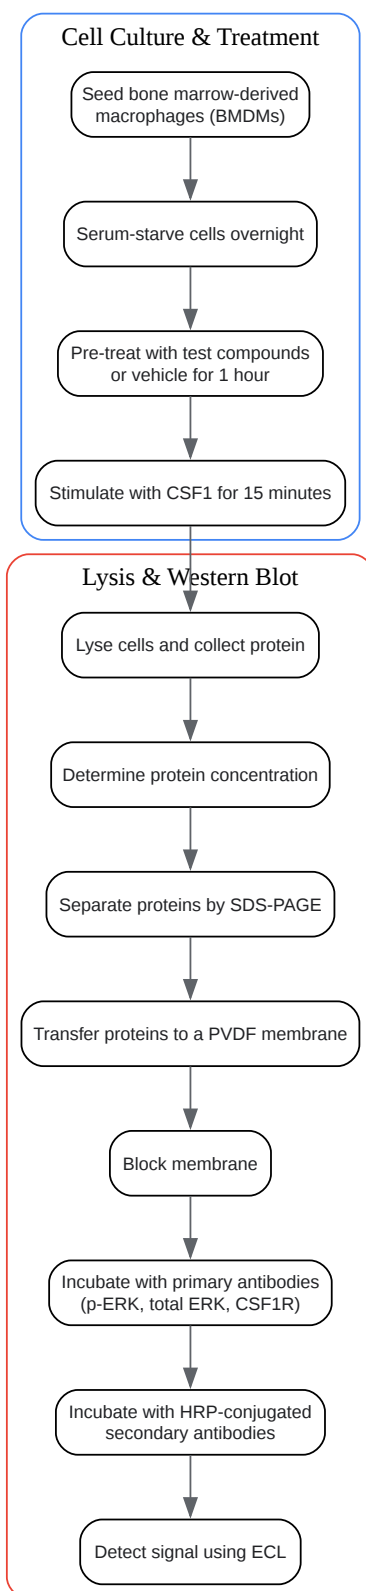 Cell Culture & Treatment
Seed bone marrow-derived
macrophages (BMDMs)
Serum-starve cells overnight
Pre-treat with test compounds
or vehicle for 1 hour
Stimulate with CSF1 for 15 minutes
Lysis & Western Blot
Lyse cells and collect protein
Determine protein concentration
Separate proteins by SDS-PAGE
Transfer proteins to a PVDF membrane
Block membrane
Incubate with primary antibodies
(p-ERK, total ERK, CSF1R)
Incubate with HRP-conjugated
secondary antibodies
Detect signal using ECL